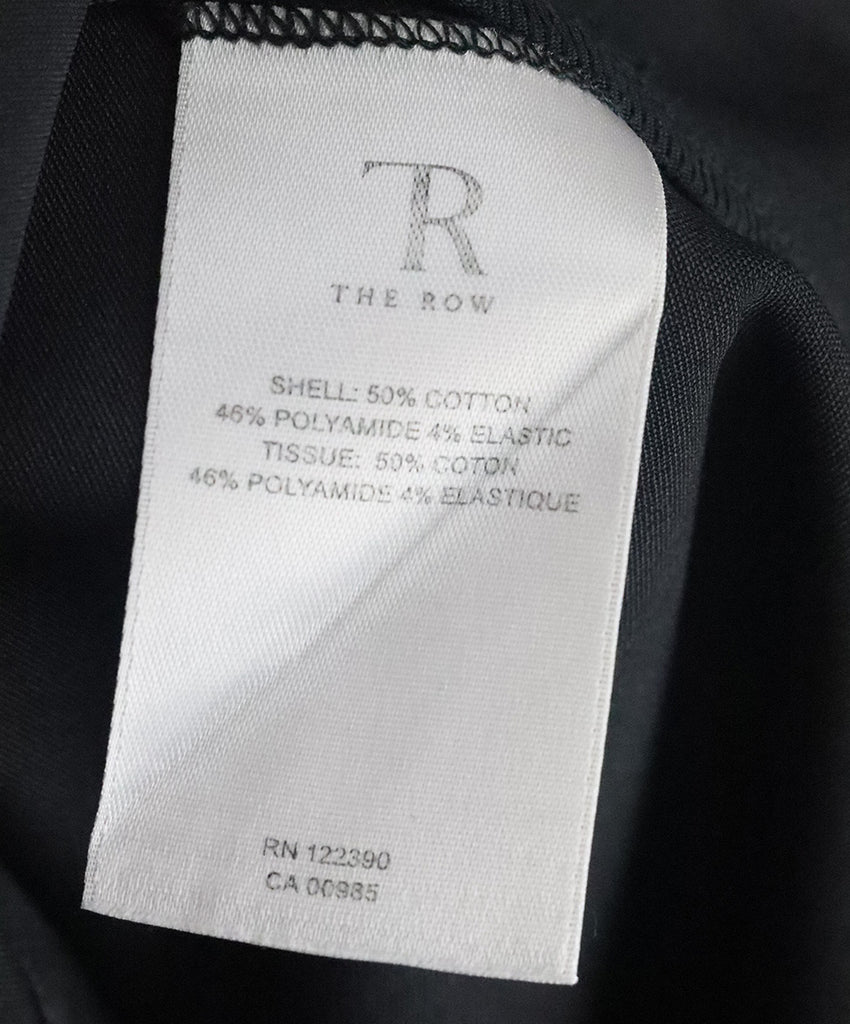 TR
THE ROW
SHELL: 50% COTTON
46% POLYAMIDE 4% ELASTIC
TISSUE: 50% COTON
46% POLYAMIDE 4% ELASTIQUE
RN 122390
CA 00985